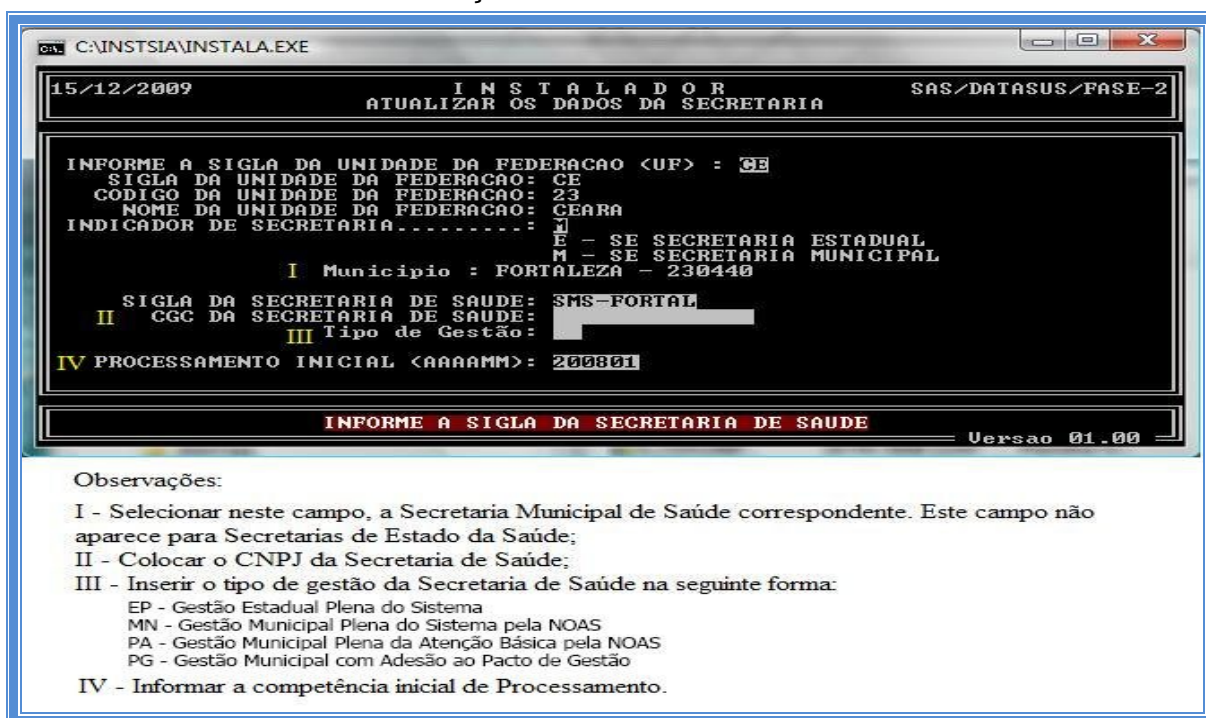 C:\INSTSIA\INSTALA.EXE
15/12/2009 I N S T A L A D O R SAS/DATASUS/FASE-2
ATUALIZAR OS DADOS DA SECRETARIA
INFORME A SIGLA DA UNIDADE DA FEDERACAO <UF> : CE
SIGLA DA UNIDADE DA FEDERACAO: CE
CODIGO DA UNIDADE DA FEDERACAO: 23
NOME DA UNIDADE DA FEDERACAO: CEARA
INDICADOR DE SECRETARIA.........: M
E - SE SECRETARIA ESTADUAL
M - SE SECRETARIA MUNICIPAL
I Municipio : FORTALEZA - 230440
SIGLA DA SECRETARIA DE SAUDE: SMS-FORTAL
II CGC DA SECRETARIA DE SAUDE:
III Tipo de Gestão:
IV PROCESSAMENTO INICIAL <AAAAMM>: 200801
INFORME A SIGLA DA SECRETARIA DE SAUDE
Versao 01.00
Observações:
I - Selecionar neste campo, a Secretaria Municipal de Saúde correspondente. Este campo não
aparece para Secretarias de Estado da Saúde;
II - Colocar o CNPJ da Secretaria de Saúde;
III - Inserir o tipo de gestão da Secretaria de Saúde na seguinte forma:
EP - Gestão Estadual Plena do Sistema
MN - Gestão Municipal Plena do Sistema pela NOAS
PA - Gestão Municipal Plena da Atenção Básica pela NOAS
PG - Gestão Municipal com Adesão ao Pacto de Gestão
IV - Informar a competência inicial de Processamento.